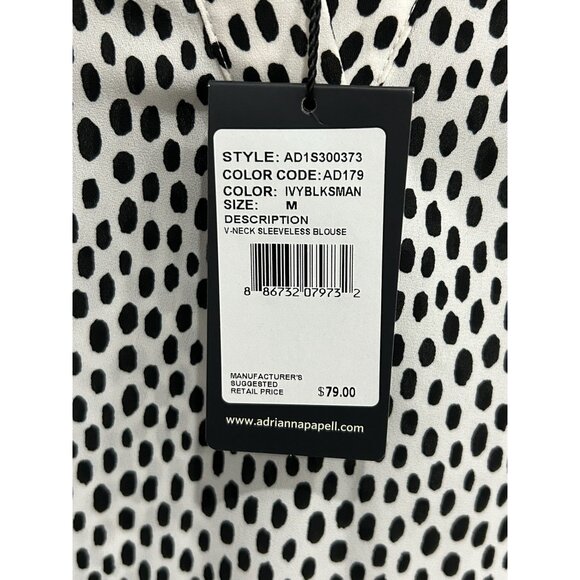 STYLE: AD1S300373
COLOR CODE:AD179
COLOR: IVYBLKSMAN
SIZE: M
DESCRIPTION
V-NECK SLEEVELESS BLOUSE
8 86732 07973 2
MANUFACTURER'S
SUGGESTED
RETAIL PRICE $79.00
www.adriannapapell.com